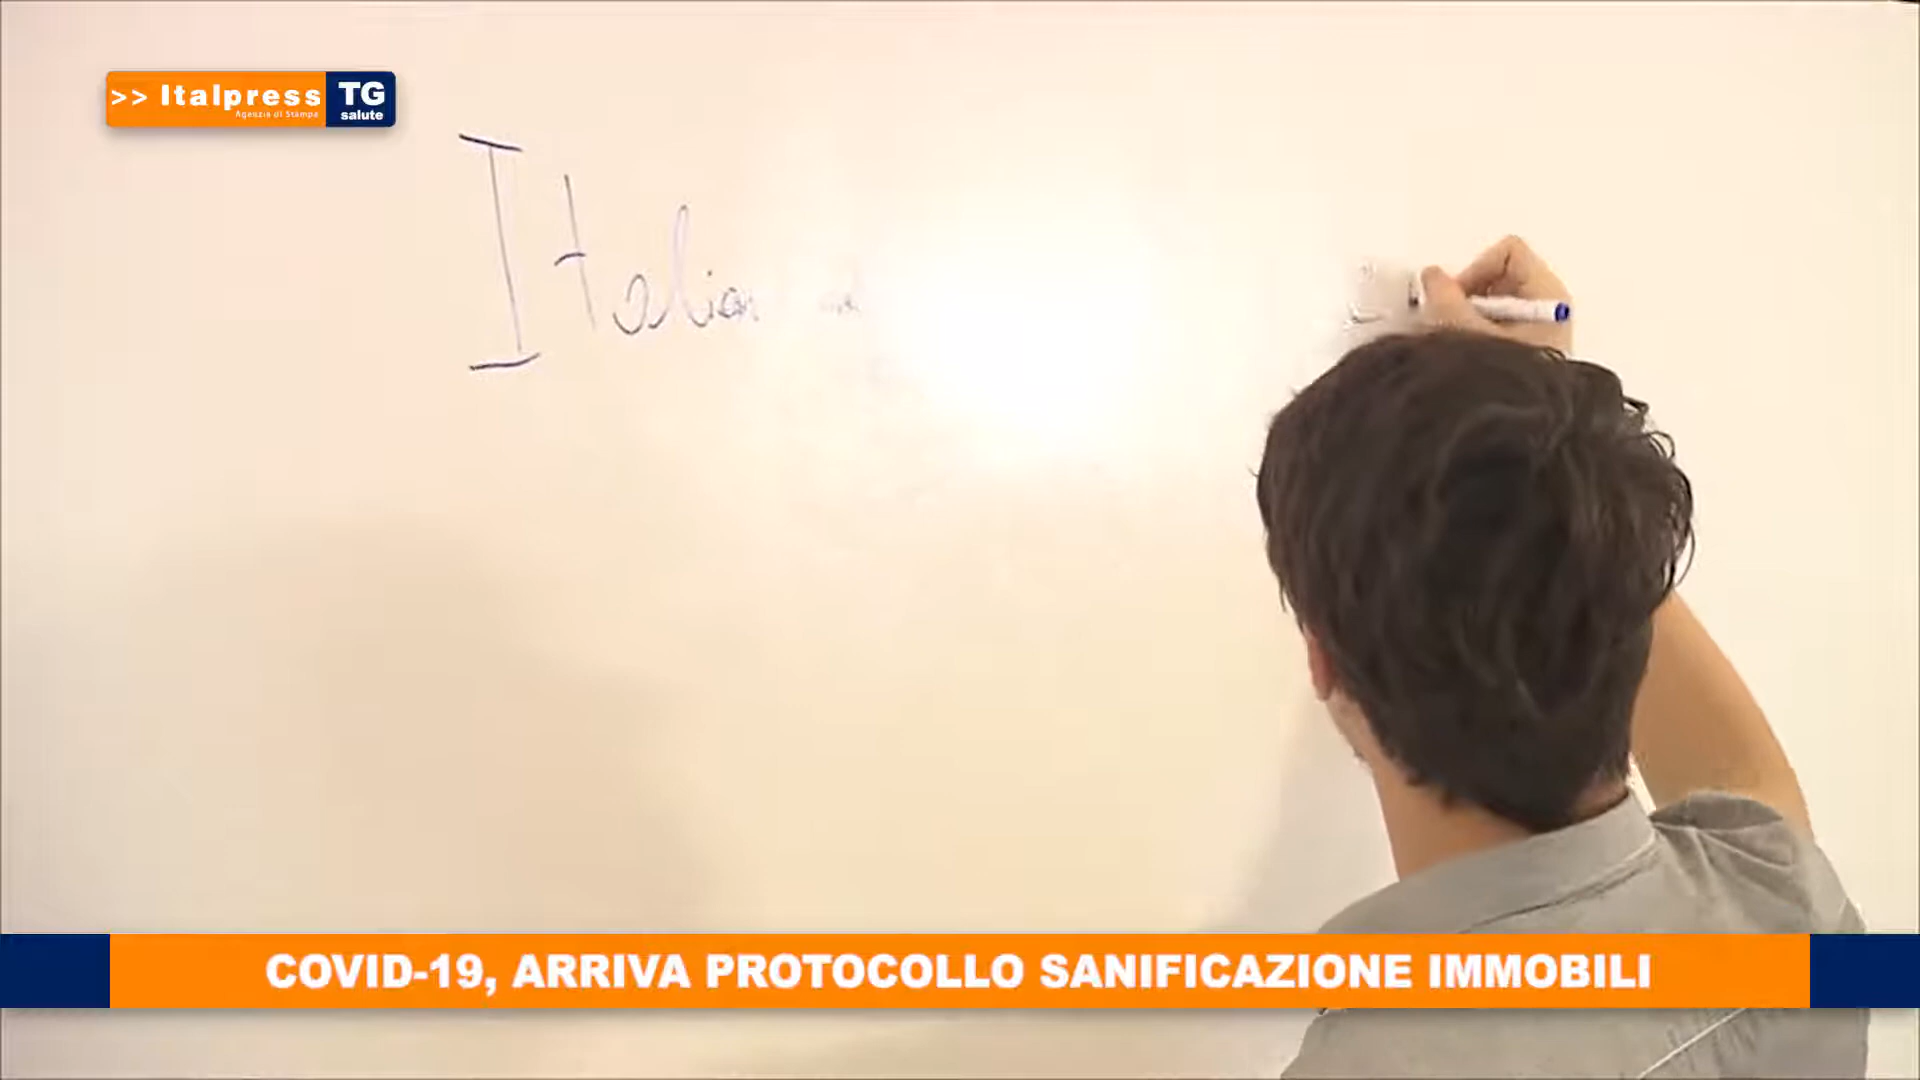 >> Italpress TG
Agenzia di Stampa salute
Italian
COVID-19, ARRIVA PROTOCOLLO SANIFICAZIONE IMMOBILI